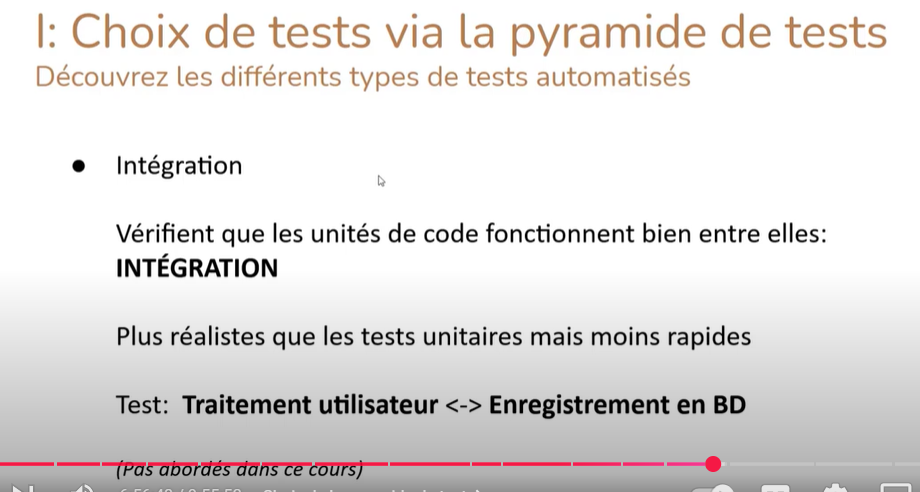 I: Choix de tests via la pyramide de tests
Découvrez les différents types de tests automatisés
● Intégration
Vérifient que les unités de code fonctionnent bien entre elles:
INTÉGRATION
Plus réalistes que les tests unitaires mais moins rapides
Test: Traitement utilisateur <-> Enregistrement en BD
(Pas abordés dans ce cours)